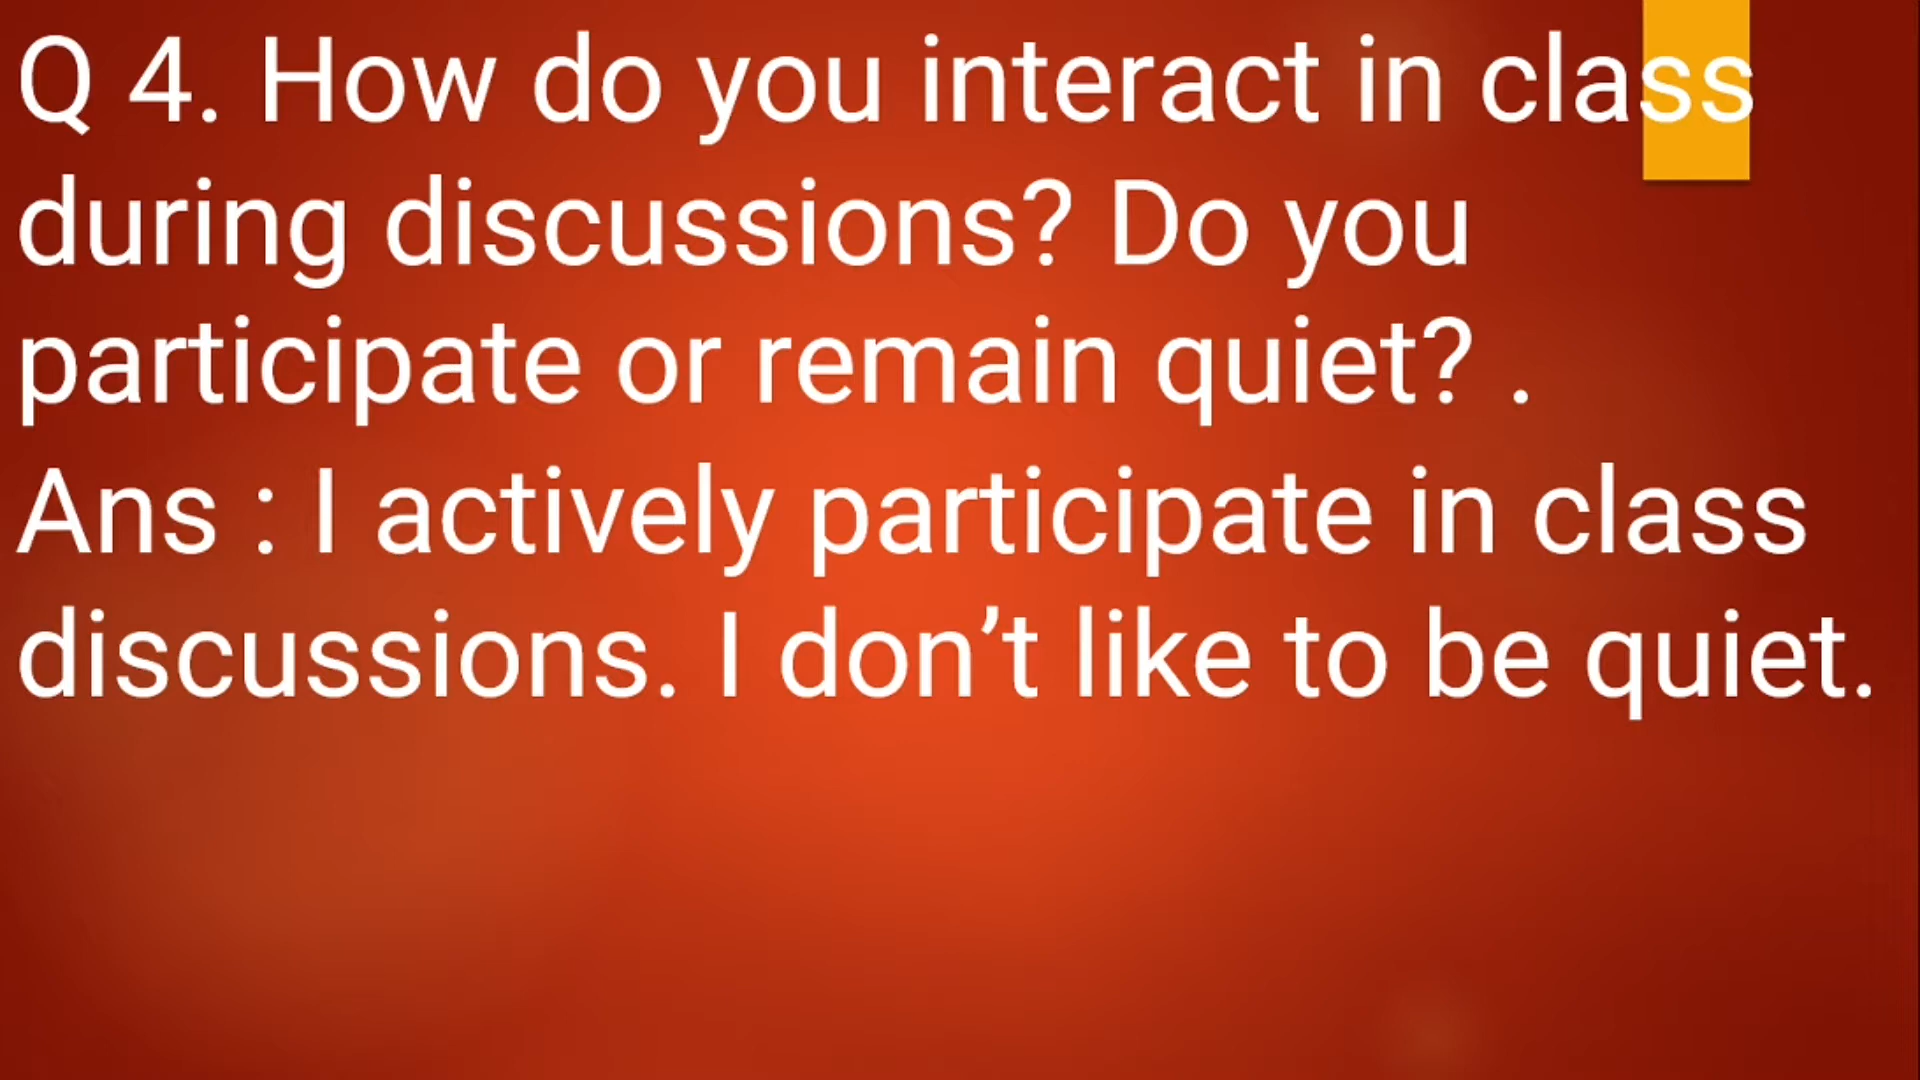 Q 4. How do you interact in class
during discussions? Do you
participate or remain quiet? .
Ans : I actively participate in class
discussions. I don’t like to be quiet.